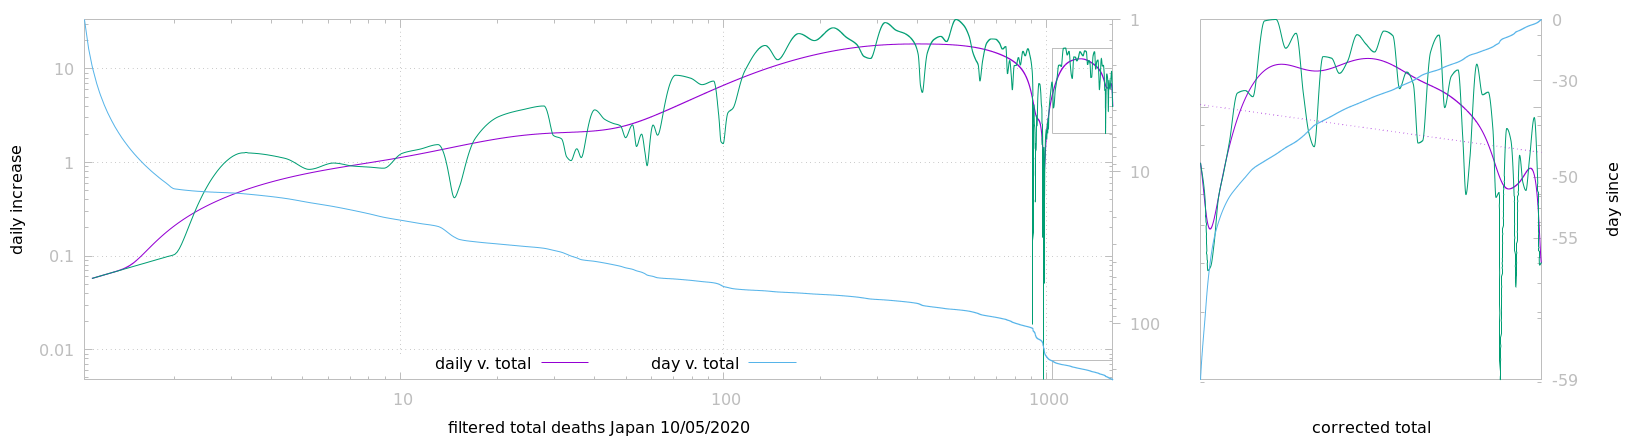 daily increase
10
1
0.1
0.01
daily v. total
day v. total
10
100
1000
filtered total deaths Japan 10/05/2020
1
10
100
0
-30
-50
-55
-59
day since
corrected total